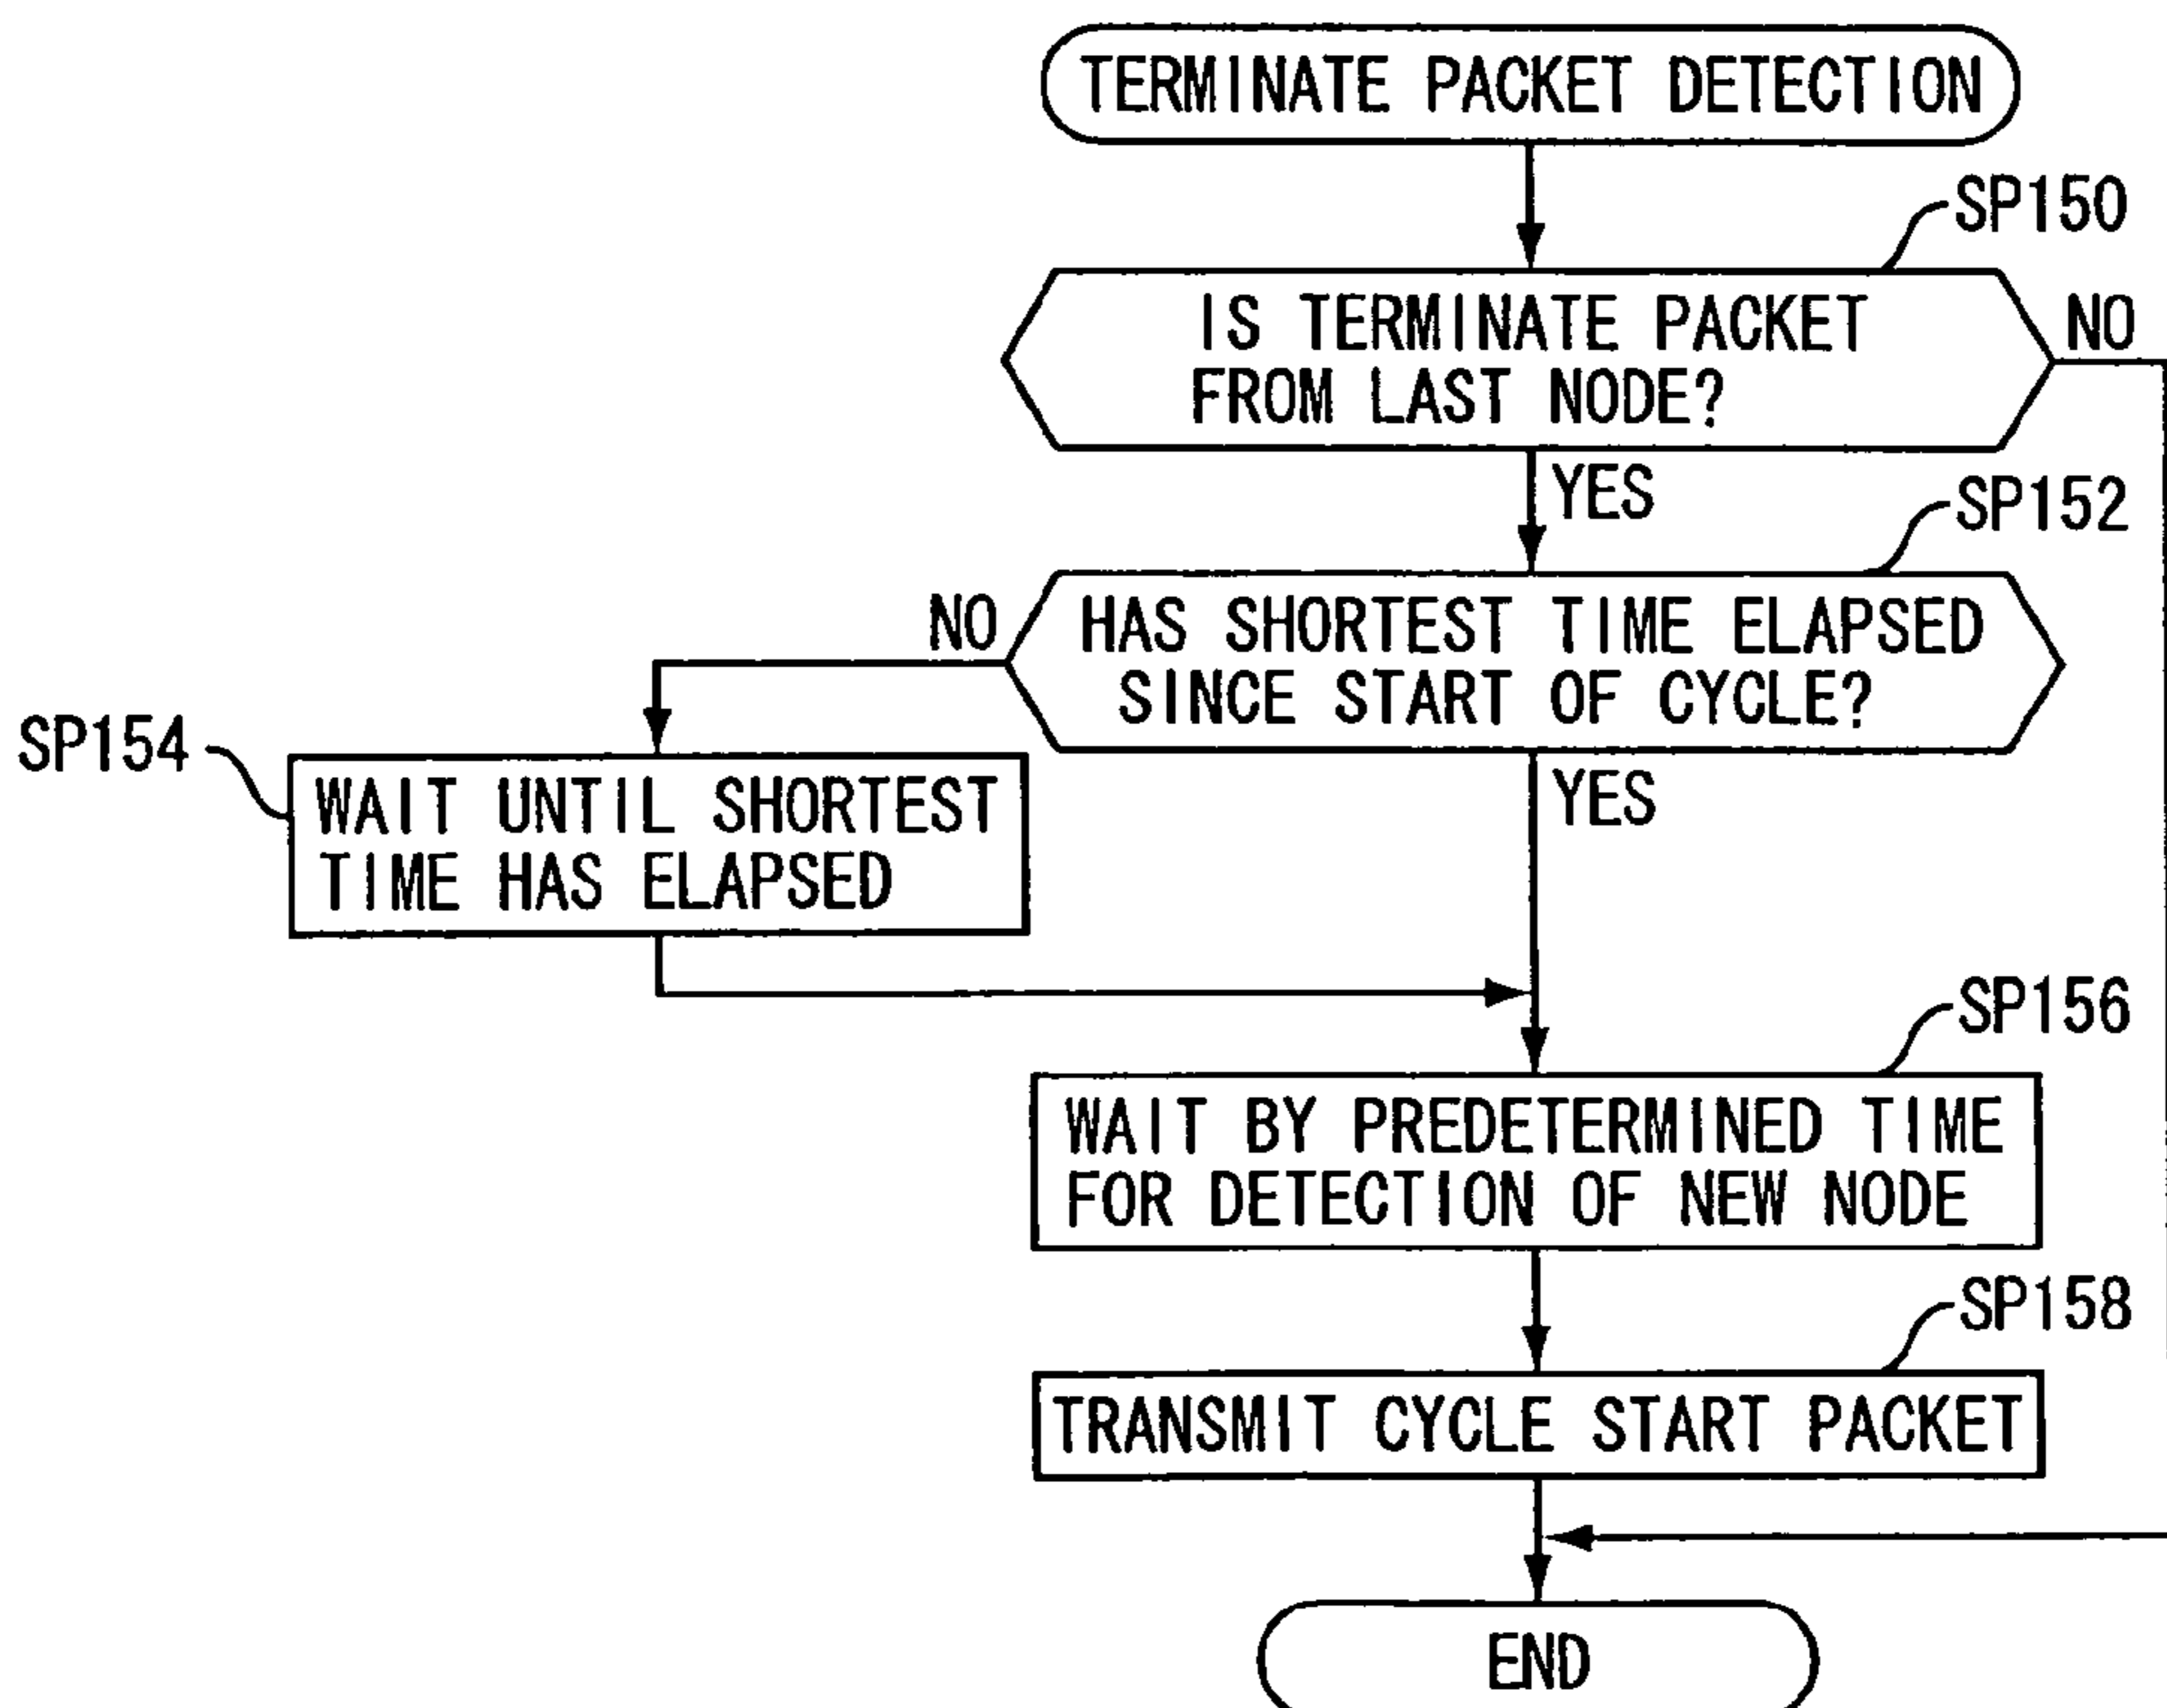 TERMINATE PACKET DETECTION
SP150
IS TERMINATE PACKET
FROM LAST NODE?
NO
YES
SP152
HAS SHORTEST TIME ELAPSED
SINCE START OF CYCLE?
NO
YES
SP154
WAIT UNTIL SHORTEST
TIME HAS ELAPSED
SP156
WAIT BY PREDETERMINED TIME
FOR DETECTION OF NEW NODE
SP158
TRANSMIT CYCLE START PACKET
END